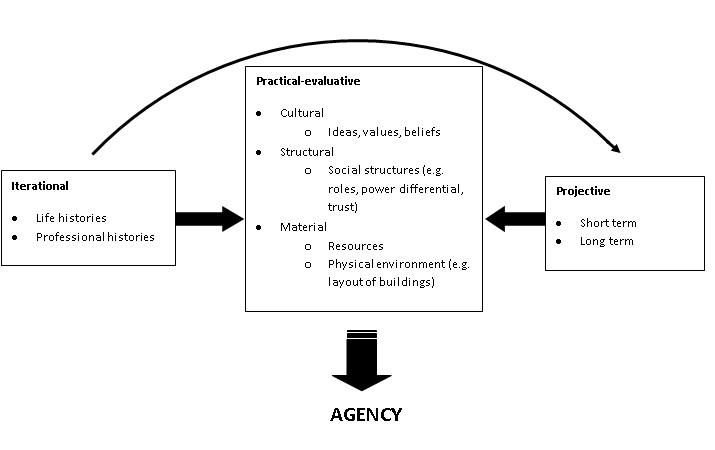 Practical-evaluative
● Cultural
o Ideas, values, beliefs
● Structural
o Social structures (e.g.
roles, power differential,
trust)
● Material
o Resources
o Physical environment (e.g.
layout of buildings)
Iterational
● Life histories
● Professional histories
Projective
● Short term
● Long term
AGENCY